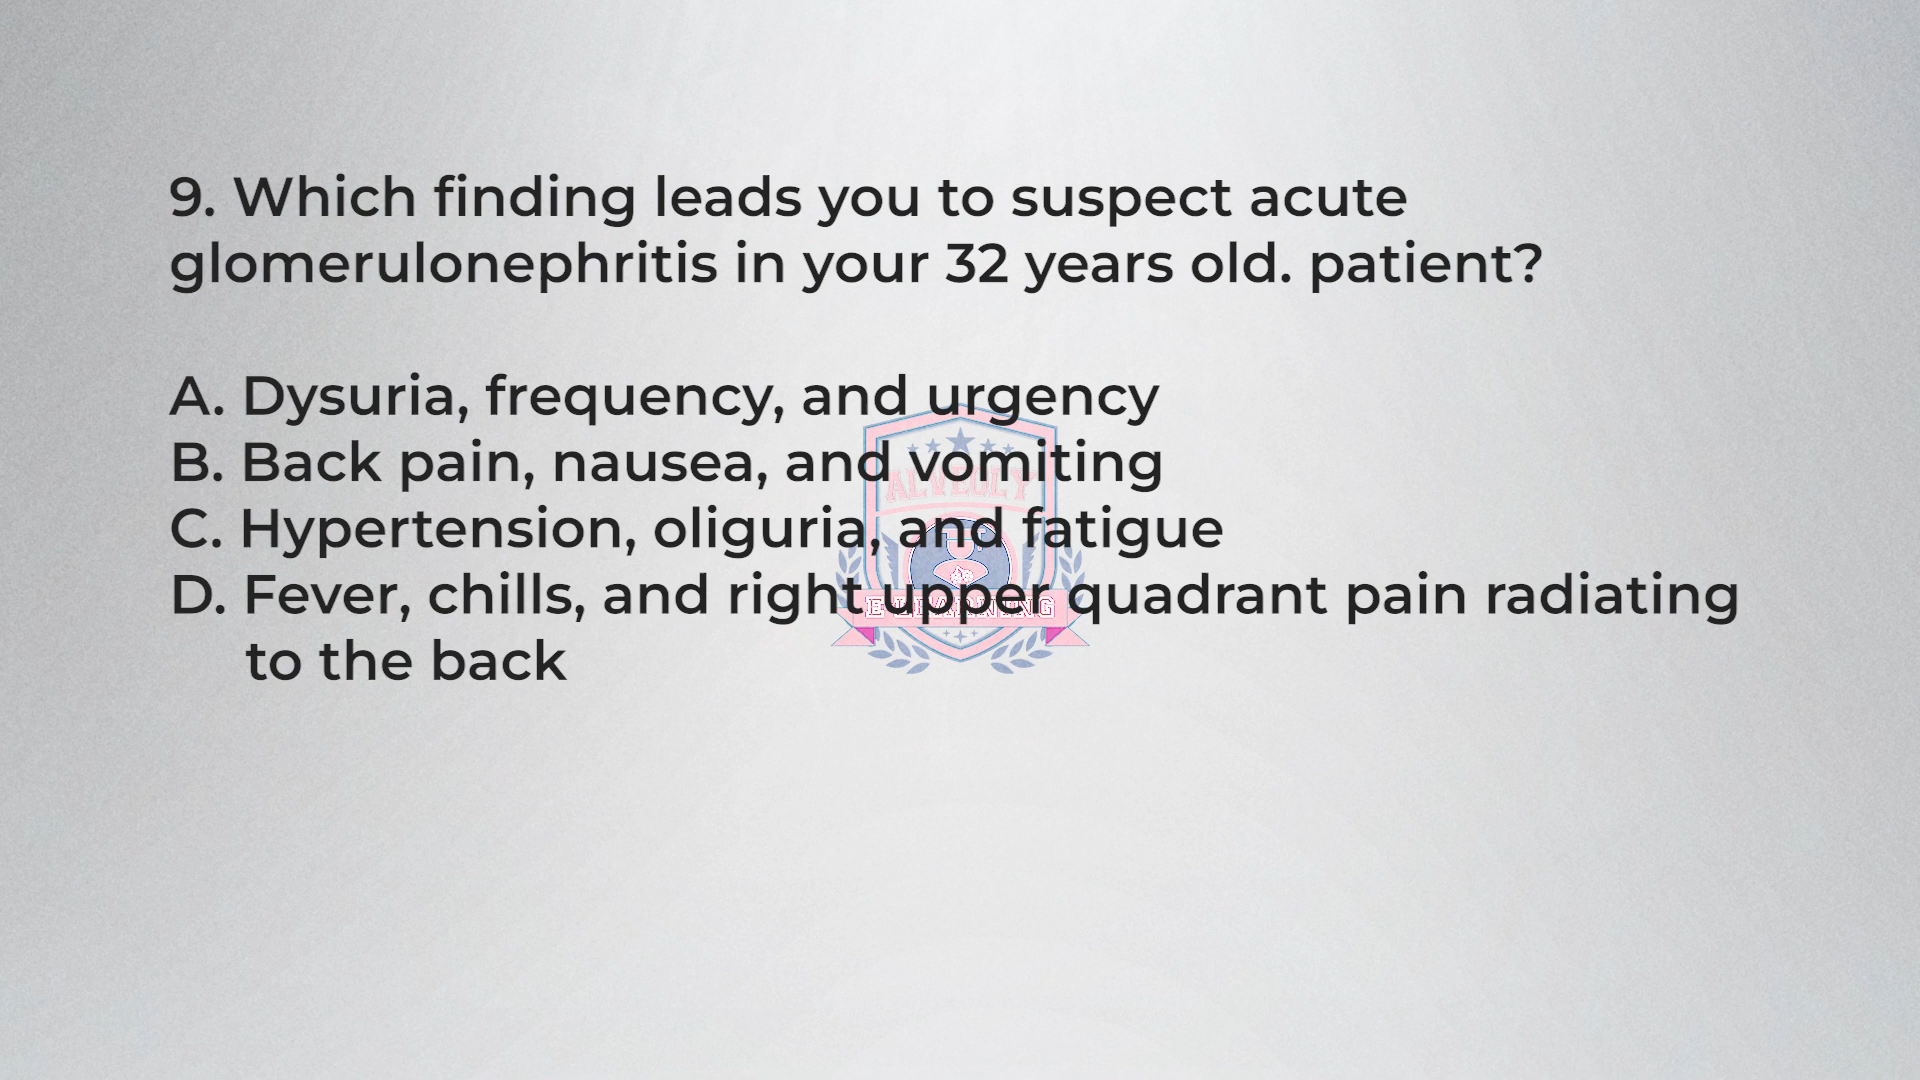 9. Which finding leads you to suspect acute
glomerulonephritis in your 32 years old. patient?
A. Dysuria, frequency, and urgency
B. Back pain, nausea, and vomiting
C. Hypertension, oliguria, and fatigue
D. Fever, chills, and right upper quadrant pain radiating
to the back
ALVEOLY
E-LEARNING